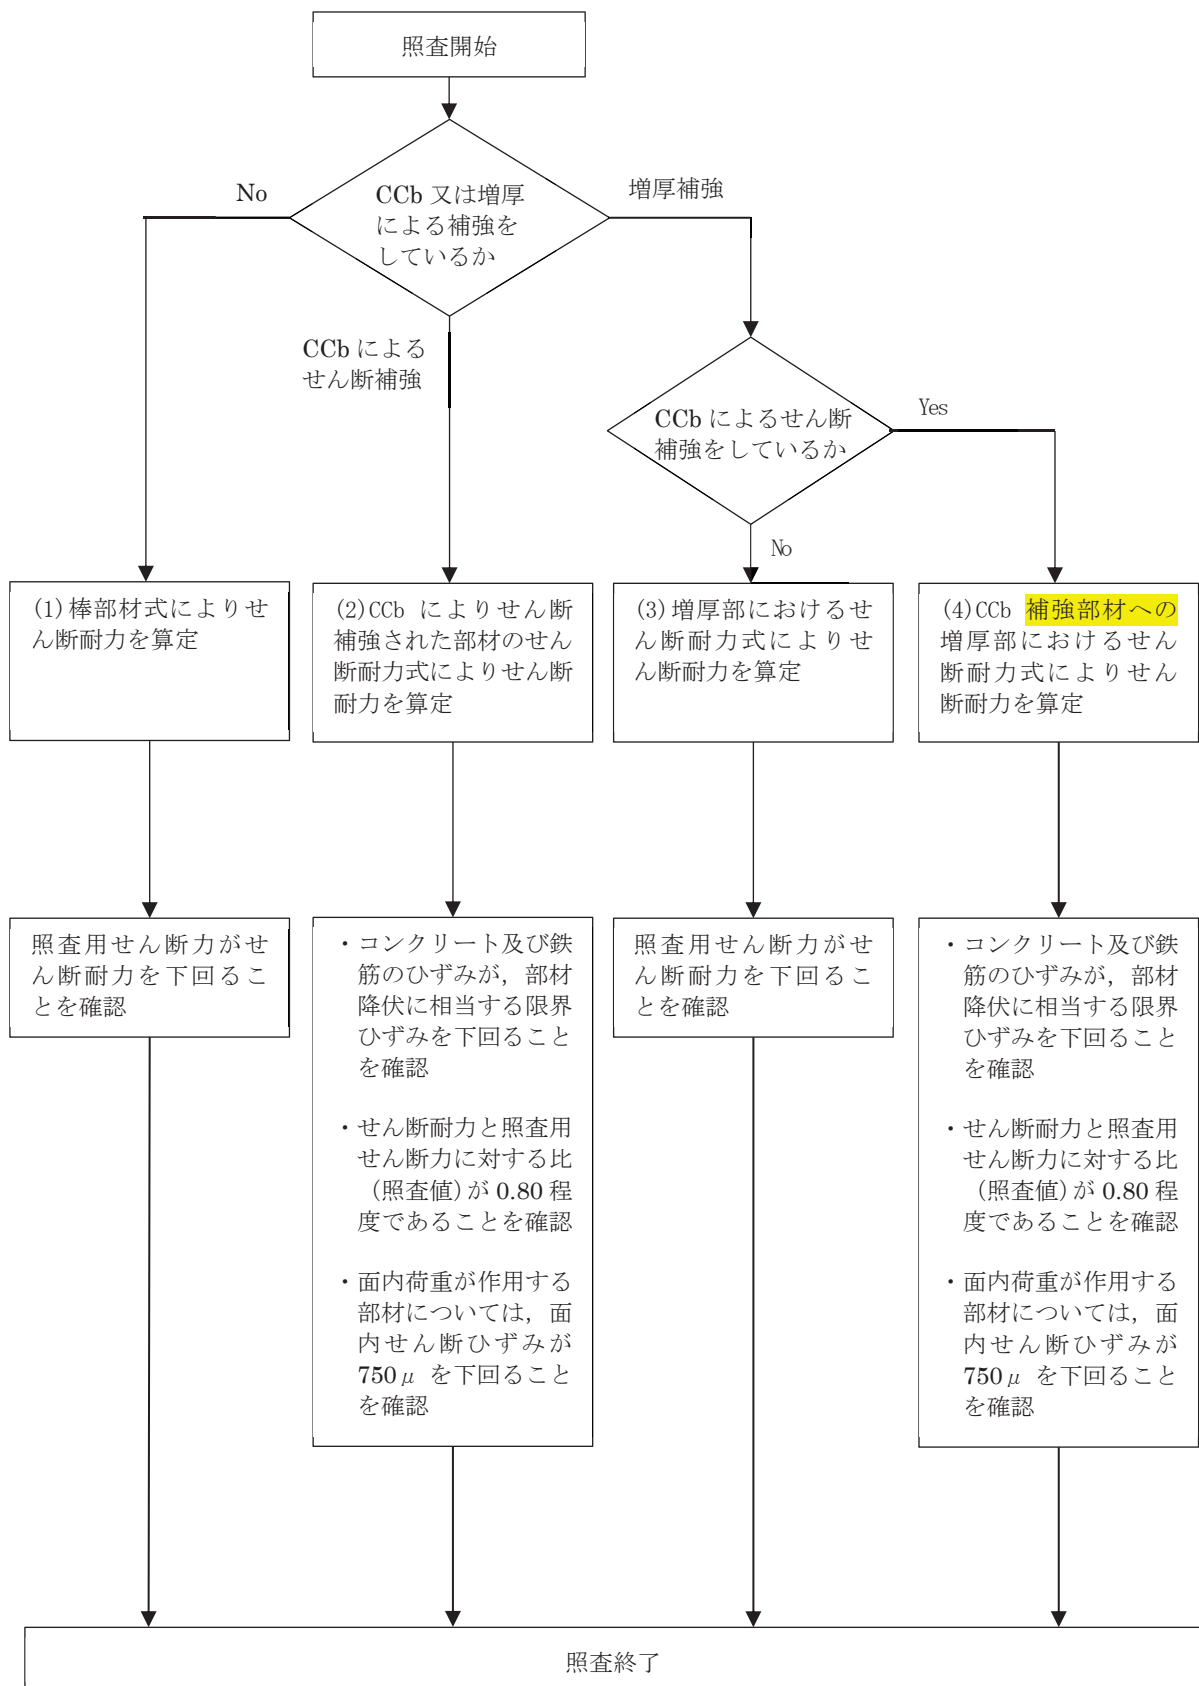 照査開始
No
CCb 又は増厚
による補強を
しているか
増厚補強
CCb による
せん断補強
CCb によるせん断
補強をしているか
Yes
No
(1)棒部材式によりせ
ん断耐力を算定
(2)CCb によりせん断
補強された部材のせん
断耐力式によりせん断
耐力を算定
(3)増厚部におけるせ
ん断耐力式によりせ
ん断耐力を算定
(4)CCb 補強部材への
増厚部におけるせん
断耐力式によりせん
断耐力を算定
照査用せん断力がせ
ん断耐力を下回るこ
とを確認
・コンクリート及び鉄
筋のひずみが，部材
降伏に相当する限界
ひずみを下回ること
を確認
・せん断耐力と照査用
せん断力に対する比
（照査値）が 0.80 程
度であることを確認
・面内荷重が作用する
部材については，面
内せん断ひずみが
750μ を下回ること
を確認
照査用せん断力がせ
ん断耐力を下回るこ
とを確認
・コンクリート及び鉄
筋のひずみが，部材
降伏に相当する限界
ひずみを下回ること
を確認
・せん断耐力と照査用
せん断力に対する比
（照査値）が 0.80 程
度であることを確認
・面内荷重が作用する
部材については，面
内せん断ひずみが
750μ を下回ること
を確認
照査終了